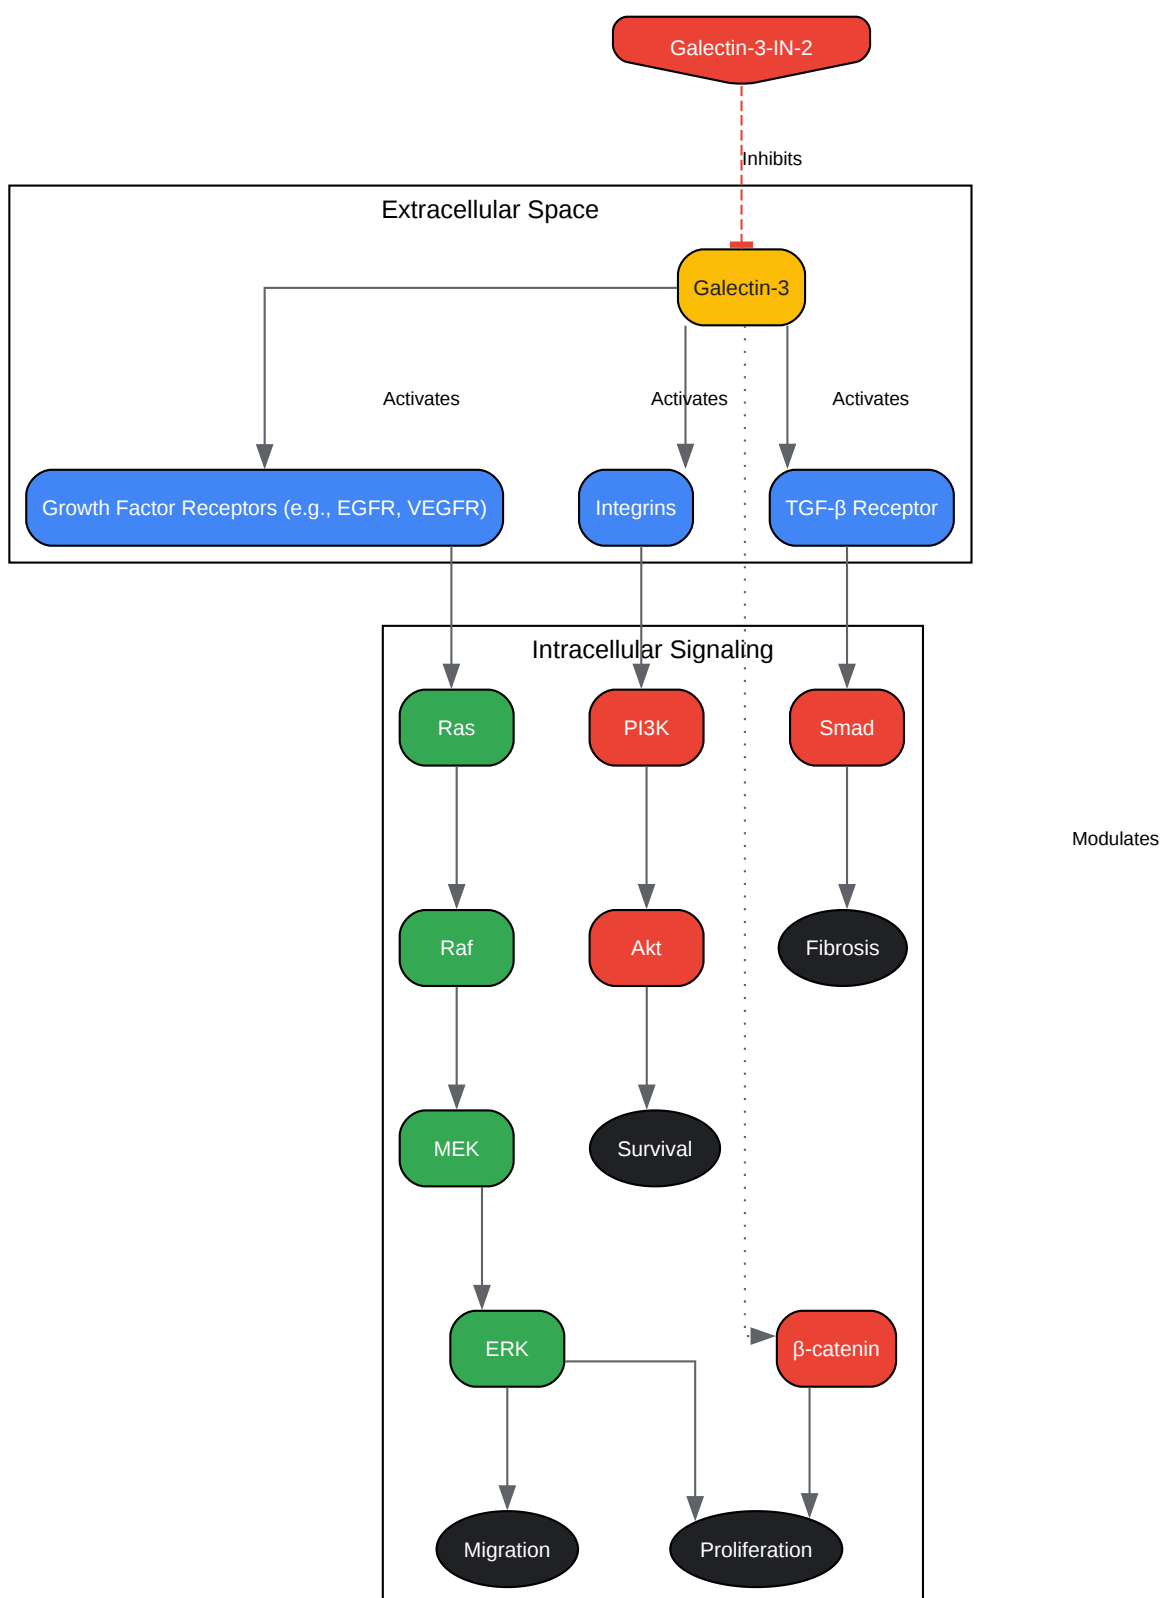 Galectin-3-IN-2
Inhibits
Extracellular Space
Galectin-3
Activates
Activates
Activates
Growth Factor Receptors (e.g., EGFR, VEGFR)
Integrins
TGF-β Receptor
Intracellular Signaling
Ras
PI3K
Smad
Modulates
Raf
Akt
Fibrosis
MEK
Survival
ERK
β-catenin
Migration
Proliferation